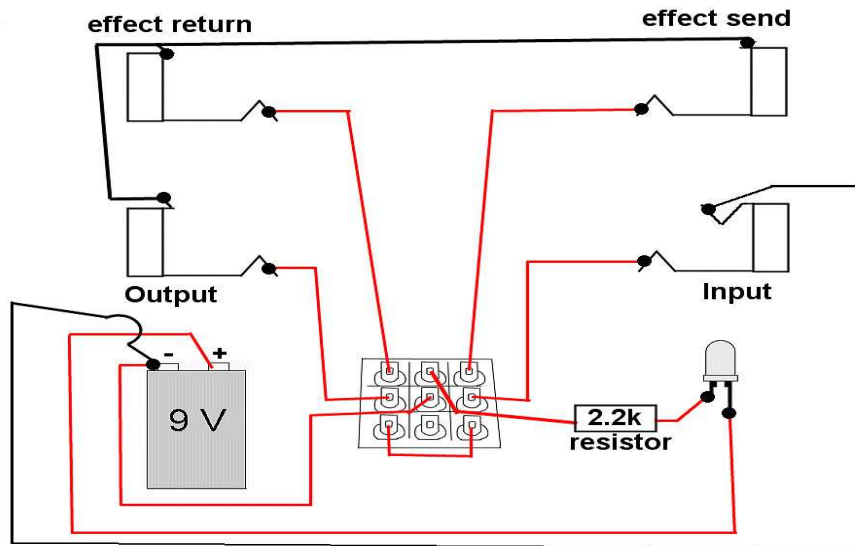 effect return
effect send
Output
Input
- +
9 V
2.2k
resistor